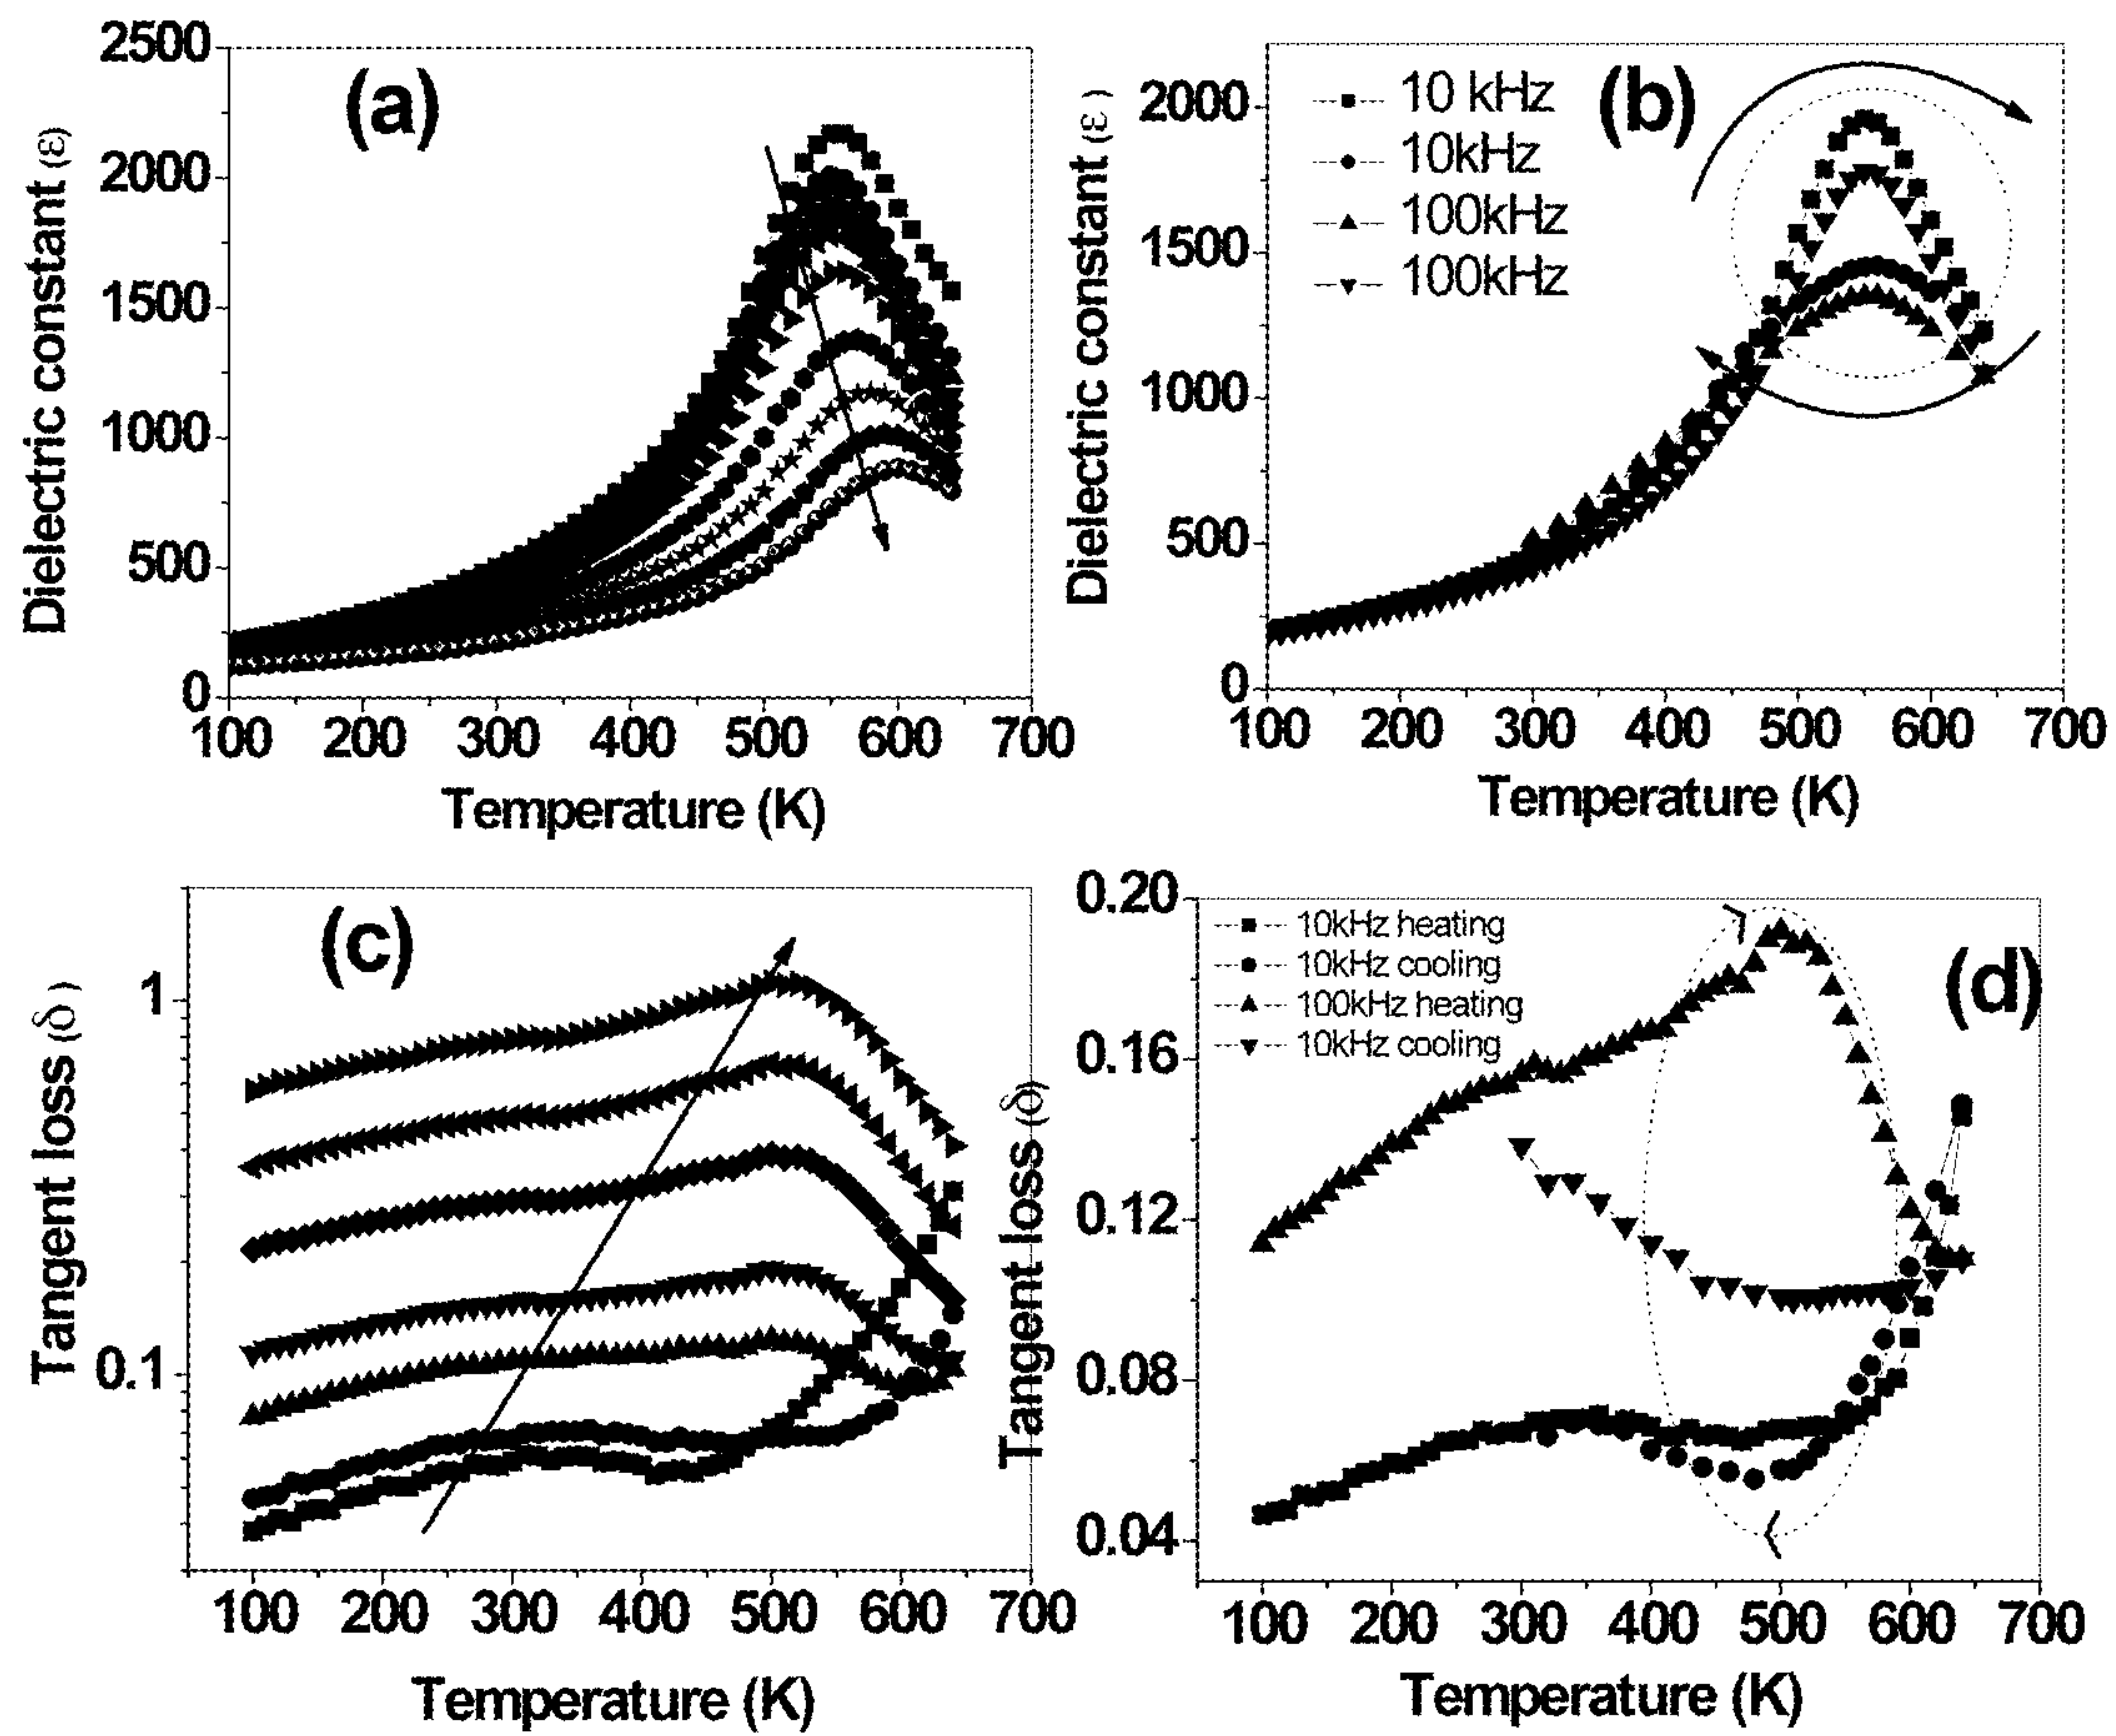 (a)
Dielectric constant (ε)
2500
2000
1500
1000
500
0
100 200 300 400 500 600 700
Temperature (K)
(b)
Dielectric constant (ε)
2000
1500
1000
500
0
10 kHz
10kHz
100kHz
100kHz
100 200 300 400 500 600 700
Temperature (K)
(c)
Tangent loss (δ)
1
0.1
100 200 300 400 500 600 700
Temperature (K)
(d)
Tangent loss (δ)
0.20
0.16
0.12
0.08
0.04
10kHz heating
10kHz cooling
100kHz heating
10kHz cooling
100 200 300 400 500 600 700
Temperature (K)